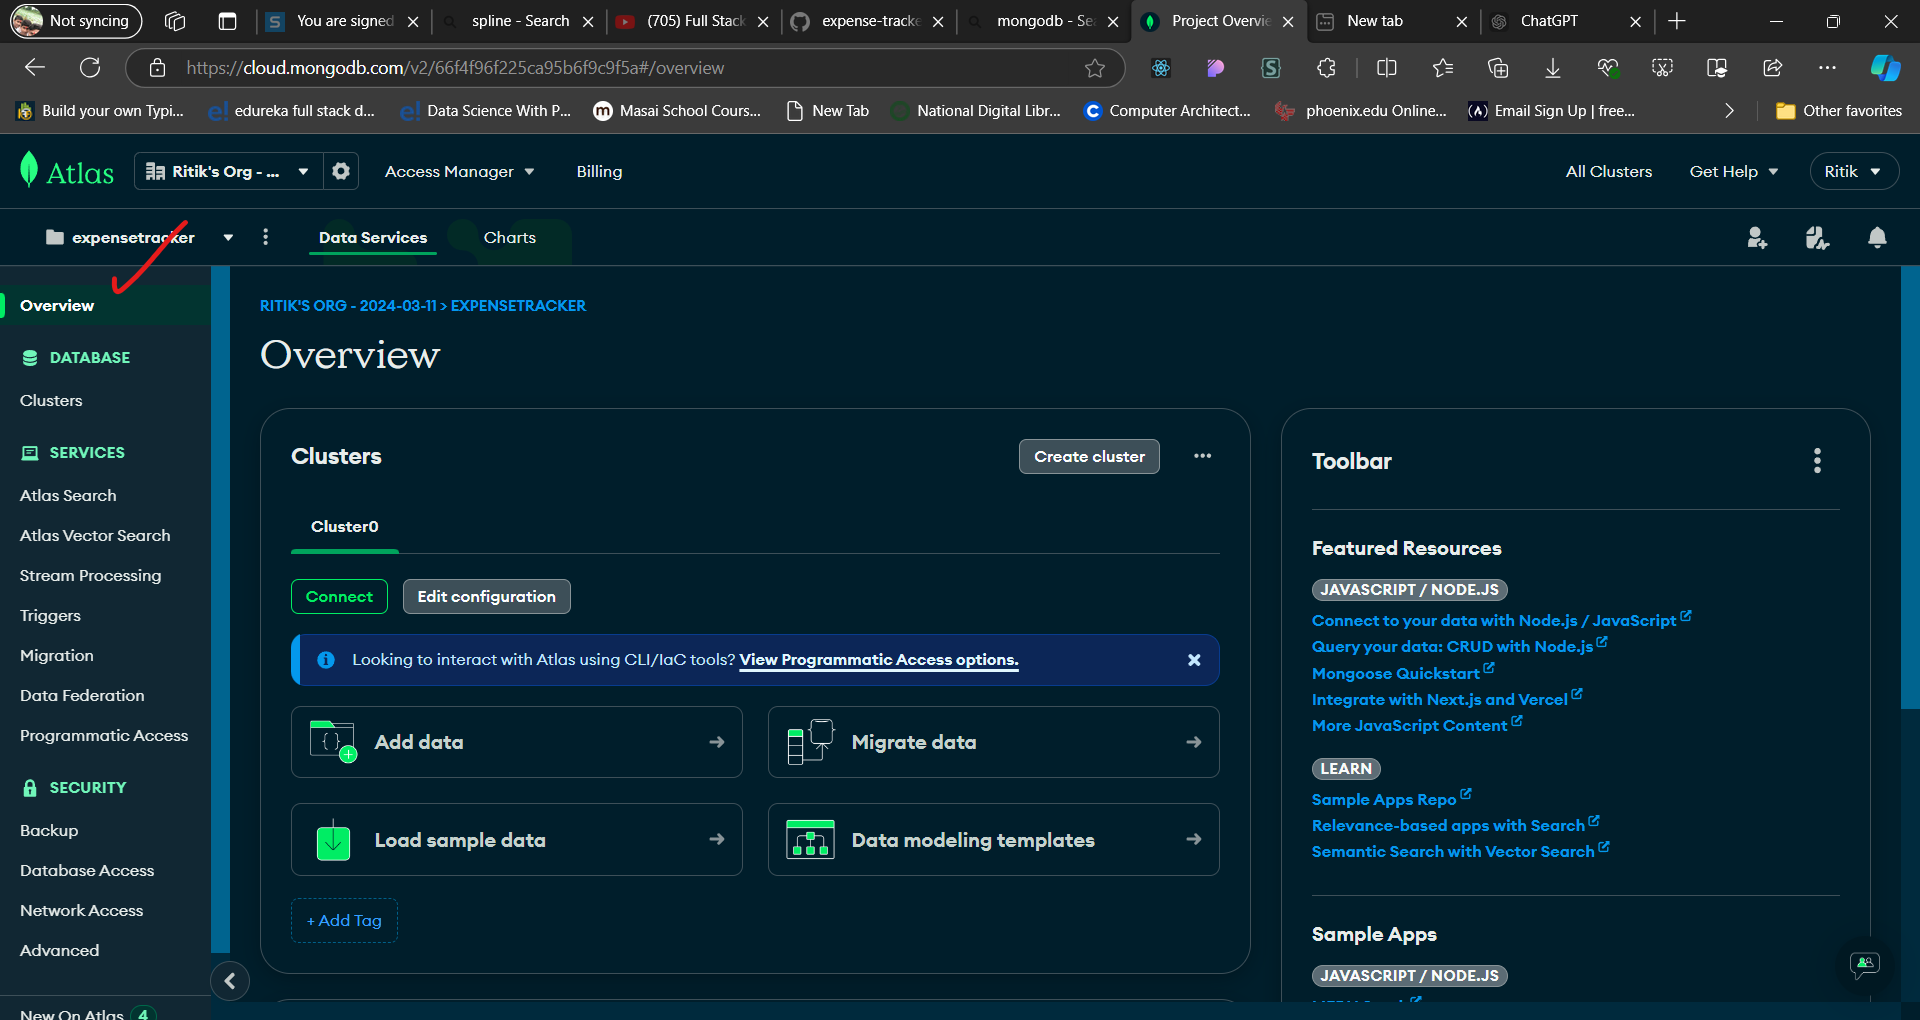 Not syncing
You are signed
spline - Search
(705) Full Stack
expense-tracke
mongodb - Sea
Project Overvie
New tab
ChatGPT
https://cloud.mongodb.com/v2/66f4f96f225ca95b6f9c9f5a#/overview
Build your own Typi...
edureka full stack d...
Data Science With P...
Masai School Cours...
New Tab
National Digital Libr...
Computer Architect...
phoenix.edu Online...
Email Sign Up | free...
Other favorites
Atlas
Ritik's Org - ...
Access Manager
Billing
All Clusters
Get Help
Ritik
expensetracker
Data Services
Charts
Overview
DATABASE
Clusters
SERVICES
Atlas Search
Atlas Vector Search
Stream Processing
Triggers
Migration
Data Federation
Programmatic Access
SECURITY
Backup
Database Access
Network Access
Advanced
New On Atlas 4
RITIK'S ORG - 2024-03-11 > EXPENSETRACKER
Overview
Clusters
Create cluster
Cluster0
Connect
Edit configuration
Looking to interact with Atlas using CLI/IaC tools? View Programmatic Access options.
Add data
Migrate data
Load sample data
Data modeling templates
+ Add Tag
Toolbar
Featured Resources
JAVASCRIPT / NODE.JS
Connect to your data with Node.js / JavaScript
Query your data: CRUD with Node.js
Mongoose Quickstart
Integrate with Next.js and Vercel
More JavaScript Content
LEARN
Sample Apps Repo
Relevance-based apps with Search
Semantic Search with Vector Search
Sample Apps
JAVASCRIPT / NODE.JS